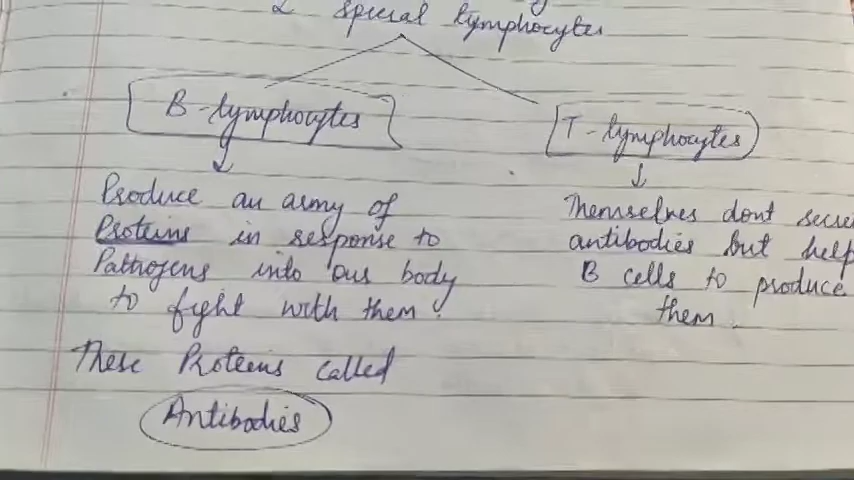 2 special lymphocytes
B-lymphocytes
Produce an army of
Proteins in response to
Pathogens into our body
to fight with them.
These Proteins called
Antibodies
T-lymphocytes
Themselves dont secre
antibodies but help
B cells to produce
them.